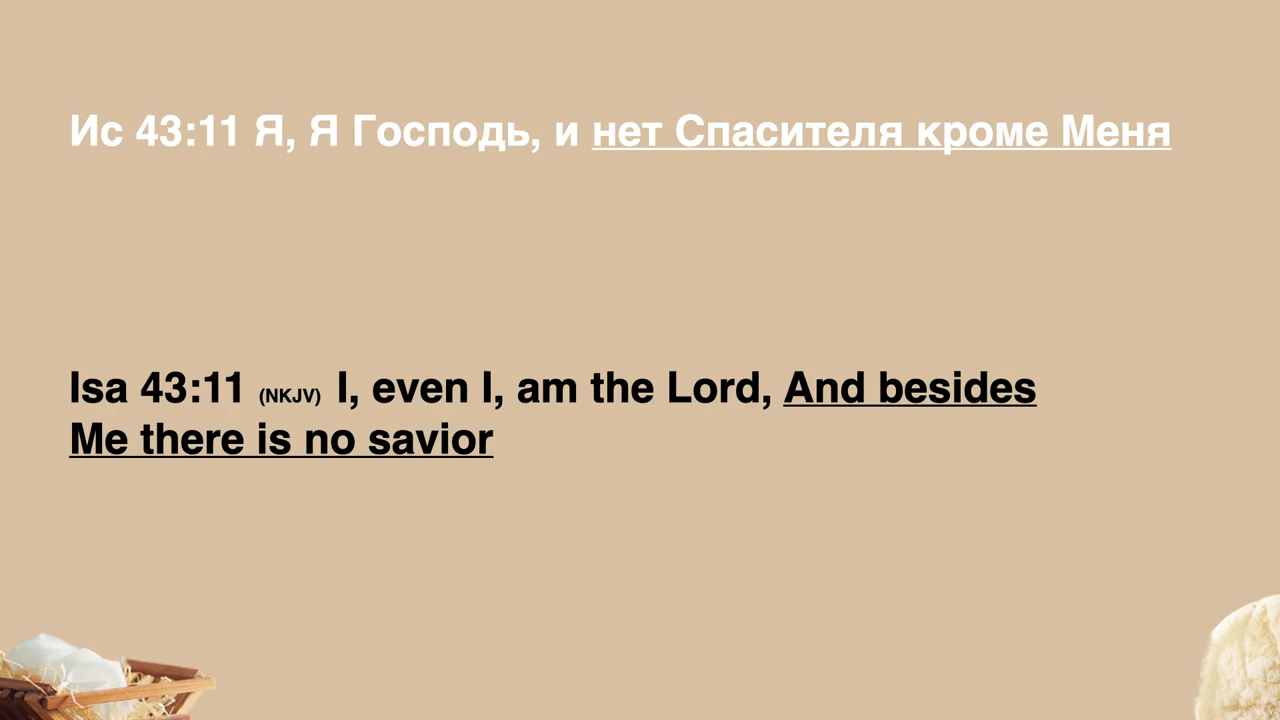 Ис 43:11 Я, Я Господь, и нет Спасителя кроме Меня
Isa 43:11 (NKJV) I, even I, am the Lord, And besides
Me there is no savior